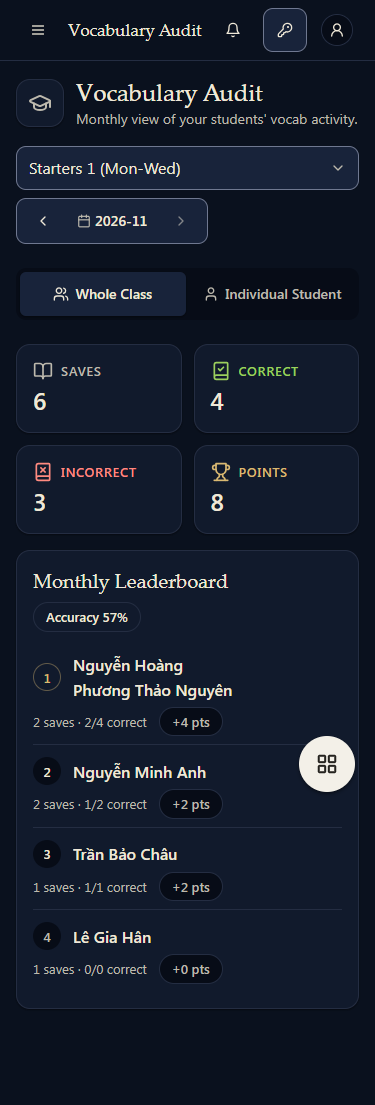 Vocabulary Audit
Vocabulary Audit
Monthly view of your students' vocab activity.
Starters 1 (Mon-Wed)
2026-11
Whole Class
Individual Student
SAVES
6
CORRECT
4
INCORRECT
3
POINTS
8
Monthly Leaderboard
Accuracy 57%
1
Nguyễn Hoàng
Phương Thảo Nguyên
2 saves · 2/4 correct
+4 pts
2
Nguyễn Minh Anh
2 saves · 1/2 correct
+2 pts
3
Trần Bảo Châu
1 saves · 1/1 correct
+2 pts
4
Lê Gia Hân
1 saves · 0/0 correct
+0 pts